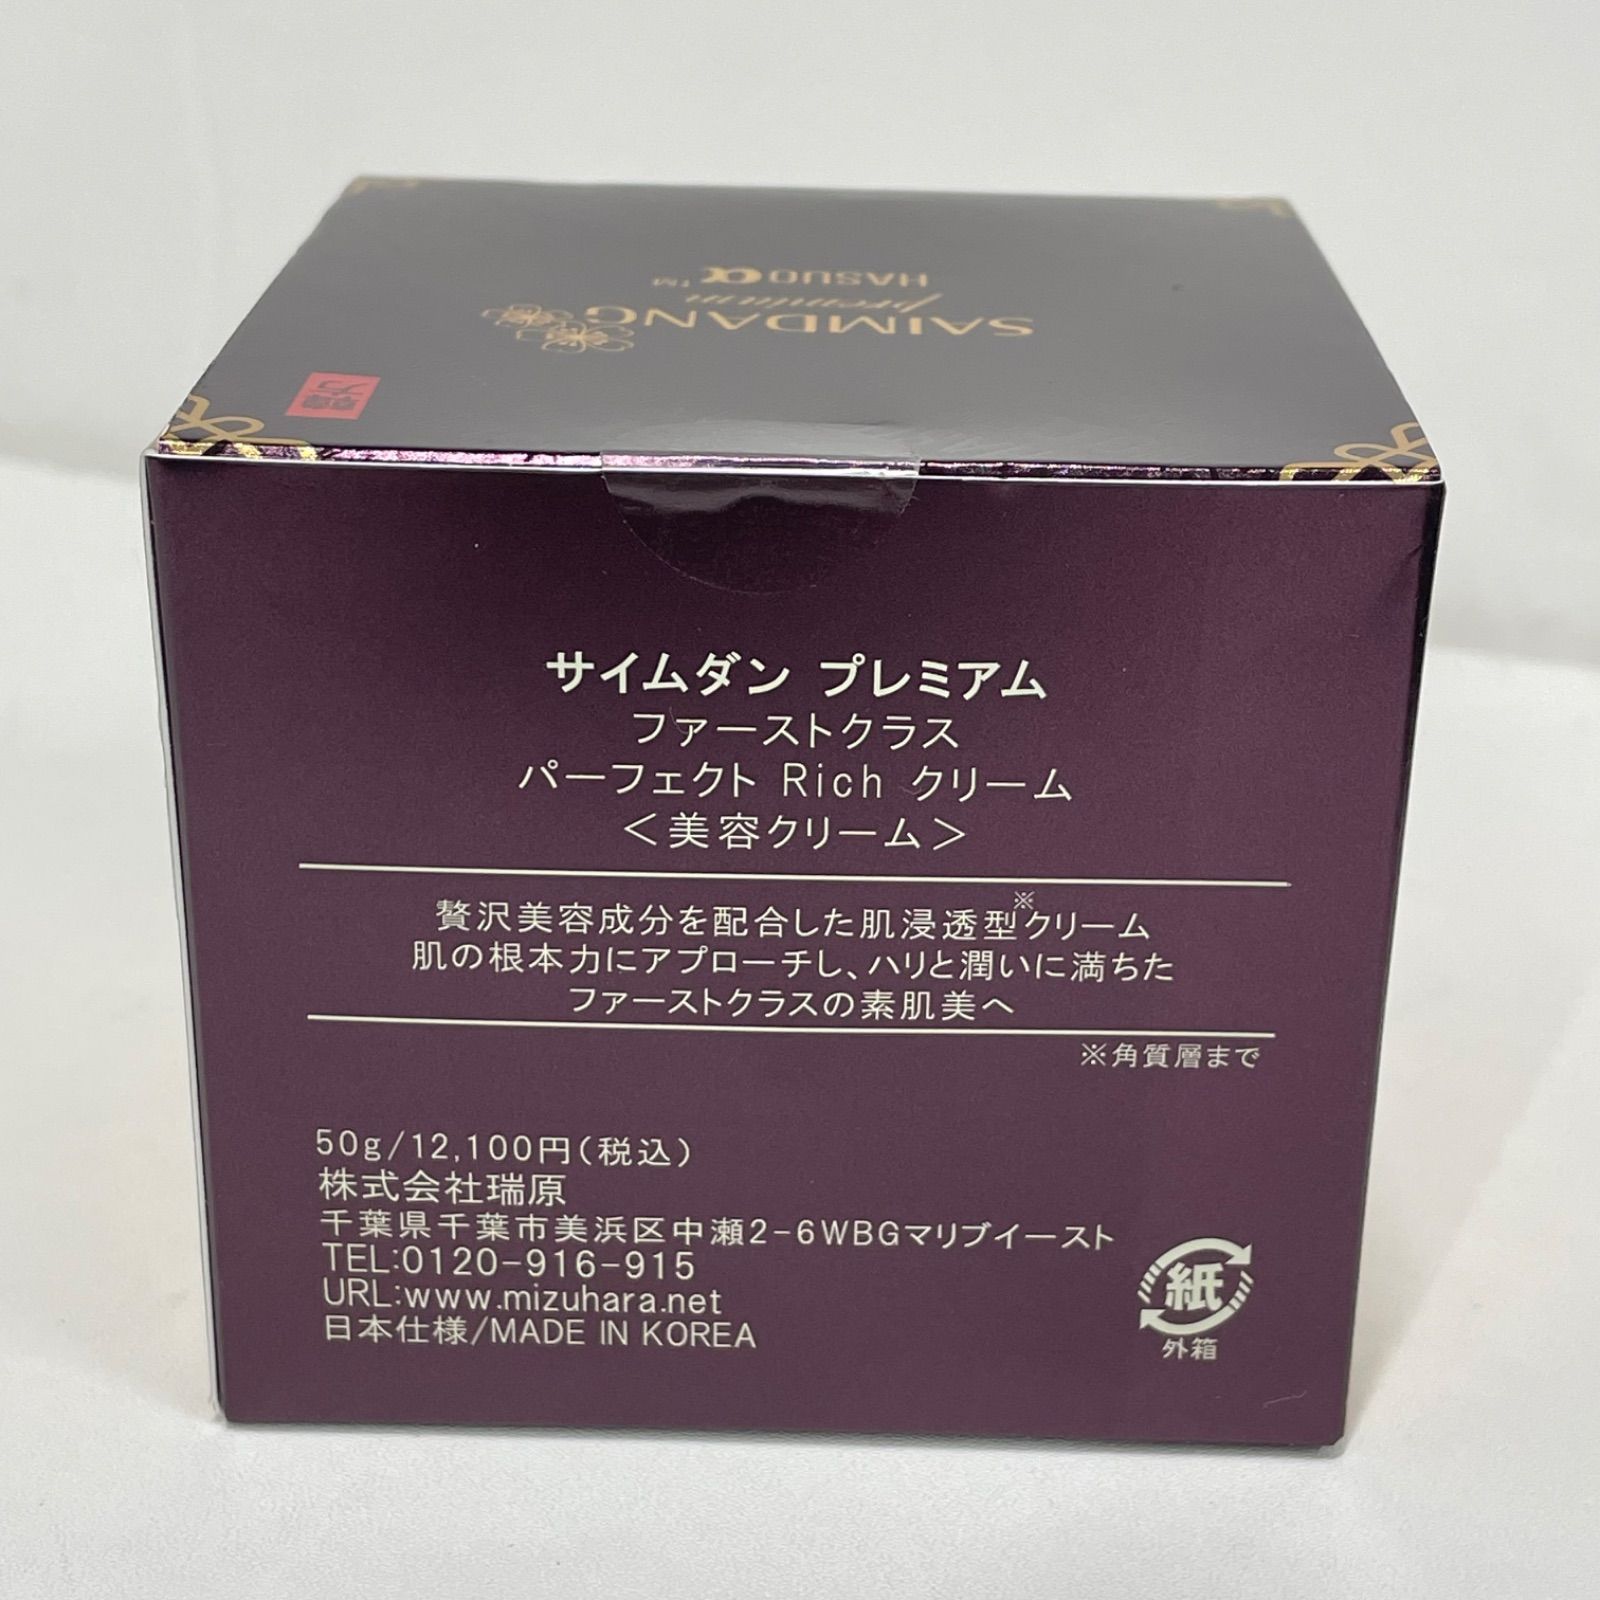 SAIMDANG
premium
HASUOα™
韓方
サイムダン プレミアム
ファーストクラス
パーフェクト Rich クリーム
＜美容クリーム＞
贅沢美容成分を配合した肌浸透型※クリーム
肌の根本力にアプローチし、ハリと潤いに満ちた
ファーストクラスの素肌美へ
※角質層まで
50g/12,100円(税込)
株式会社瑞原
千葉県千葉市美浜区中瀬2-6WBGマリブイースト
TEL:0120-916-915
URL:www.mizuhara.net
日本仕様/MADE IN KOREA
紙
外箱